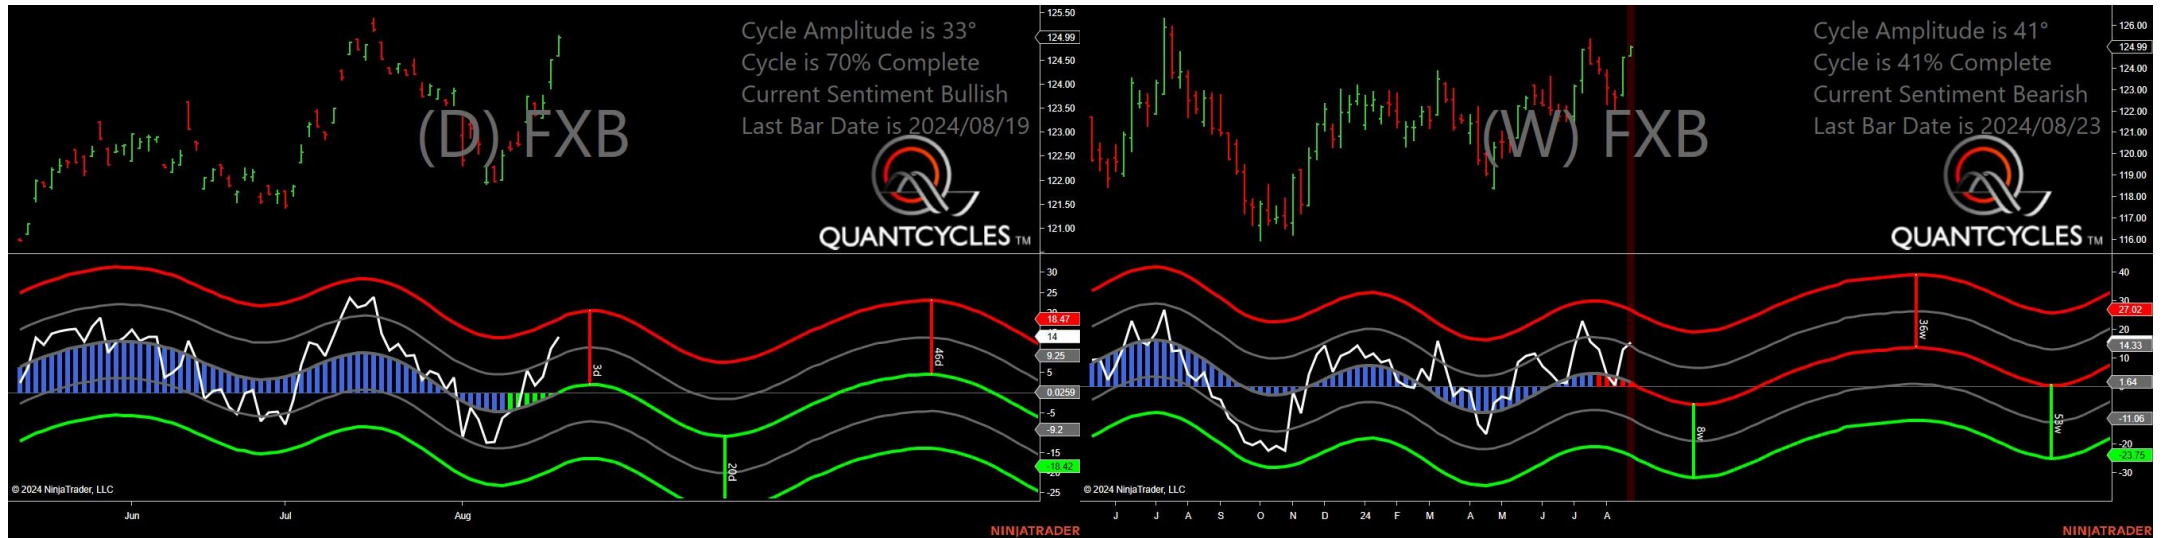 Cycle Amplitude is 33°
Cycle is 70% Complete
Current Sentiment Bullish
Last Bar Date is 2024/08/19
(D) FXB
QUANTCYCLES TM
125.50
124.99
124.50
124.00
123.50
123.00
122.50
122.00
121.50
121.00
30
25
18.47
14
9.25
5
0.0259
-5
-9.2
-15
-18.42
-25
3d
20d
46d
© 2024 NinjaTrader, LLC
Jun Jul Aug
NINJATRADER
Cycle Amplitude is 41°
Cycle is 41% Complete
Current Sentiment Bearish
Last Bar Date is 2024/08/23
(W) FXB
QUANTCYCLES TM
126.00
124.99
124.00
123.00
122.00
121.00
120.00
119.00
118.00
117.00
116.00
40
30
27.02
20
14.33
10
1.64
-11.06
-20
-23.75
-30
8w
36w
53w
© 2024 NinjaTrader, LLC
J J A S O N D 24 F M A M J J A
NINJATRADER